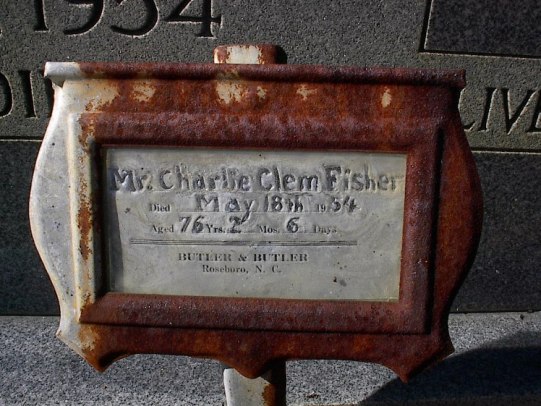 1954
LIVE
Mr. Charlie Clem Fisher
Died May 18th 1954
Aged 76 Yrs. 2 Mos. 6 Days
BUTLER & BUTLER
Roseboro, N. C.